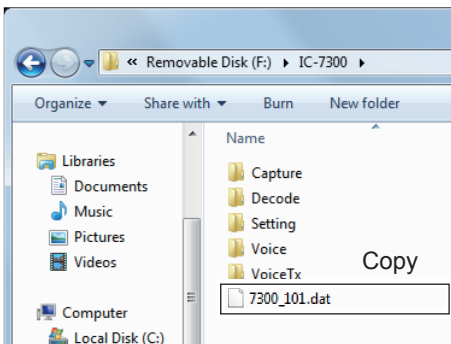 « Removable Disk (F:) ▸ IC-7300 ▸
Organize ▼ Share with ▼ Burn New folder
Name
Libraries
Documents
Music
Pictures
Videos
Computer
Local Disk (C:)
Capture
Decode
Setting
Voice
VoiceTx
Copy
7300_101.dat